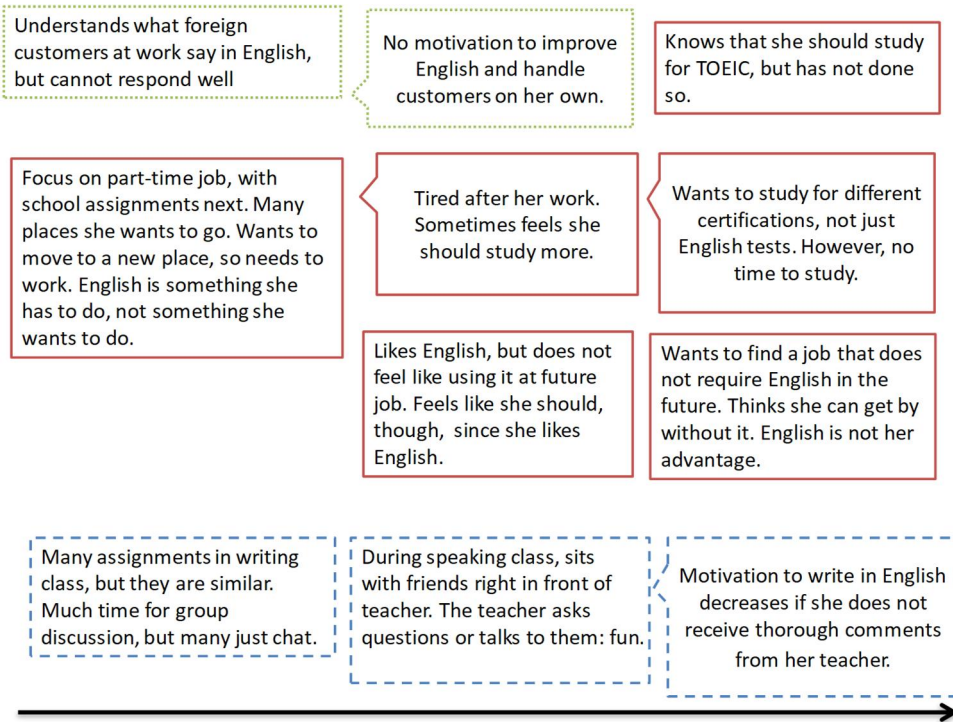 Understands what foreign
customers at work say in English,
but cannot respond well
No motivation to improve
English and handle
customers on her own.
Knows that she should study
for TOEIC, but has not done
so.
Focus on part-time job, with
school assignments next. Many
places she wants to go. Wants to
move to a new place, so needs to
work. English is something she
has to do, not something she
wants to do.
Tired after her work.
Sometimes feels she
should study more.
Wants to study for different
certifications, not just
English tests. However, no
time to study.
Likes English, but does not
feel like using it at future
job. Feels like she should,
though, since she likes
English.
Wants to find a job that does
not require English in the
future. Thinks she can get by
without it. English is not her
advantage.
Many assignments in writing
class, but they are similar.
Much time for group
discussion, but many just chat.
During speaking class, sits
with friends right in front of
teacher. The teacher asks
questions or talks to them: fun.
Motivation to write in English
decreases if she does not
receive thorough comments
from her teacher.